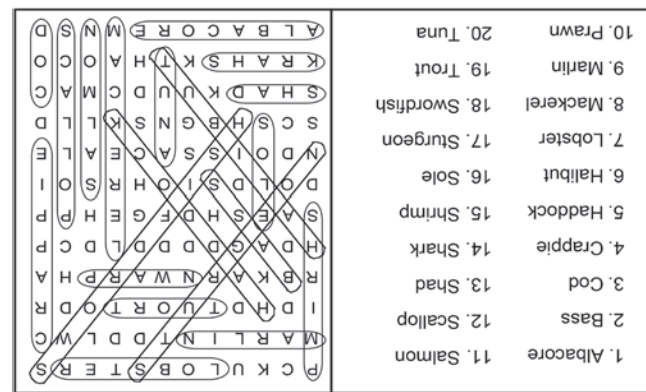 1. Albacore 11. Salmon
2. Bass 12. Scallop
3. Cod 13. Shad
4. Crappie 14. Shark
5. Haddock 15. Shrimp
6. Halibut 16. Sole
7. Lobster 17. Sturgeon
8. Mackerel 18. Swordfish
9. Marlin 19. Trout
10. Prawn 20. Tuna
P C K U L O B S T E R S
M A R L I N T D D L W C
I D H D T U O R T O D R
R B K A R N W A R P H A
H D A G D D D D L D C P
S A E S H D F G E H P P
D O L D S I O H R S O I
N D O I S S A C E A L E
S C S H B G N S K L L D
S H A D K U U D C M A C
K R A H S K T H A O C O
A L B A C O R E M N S D